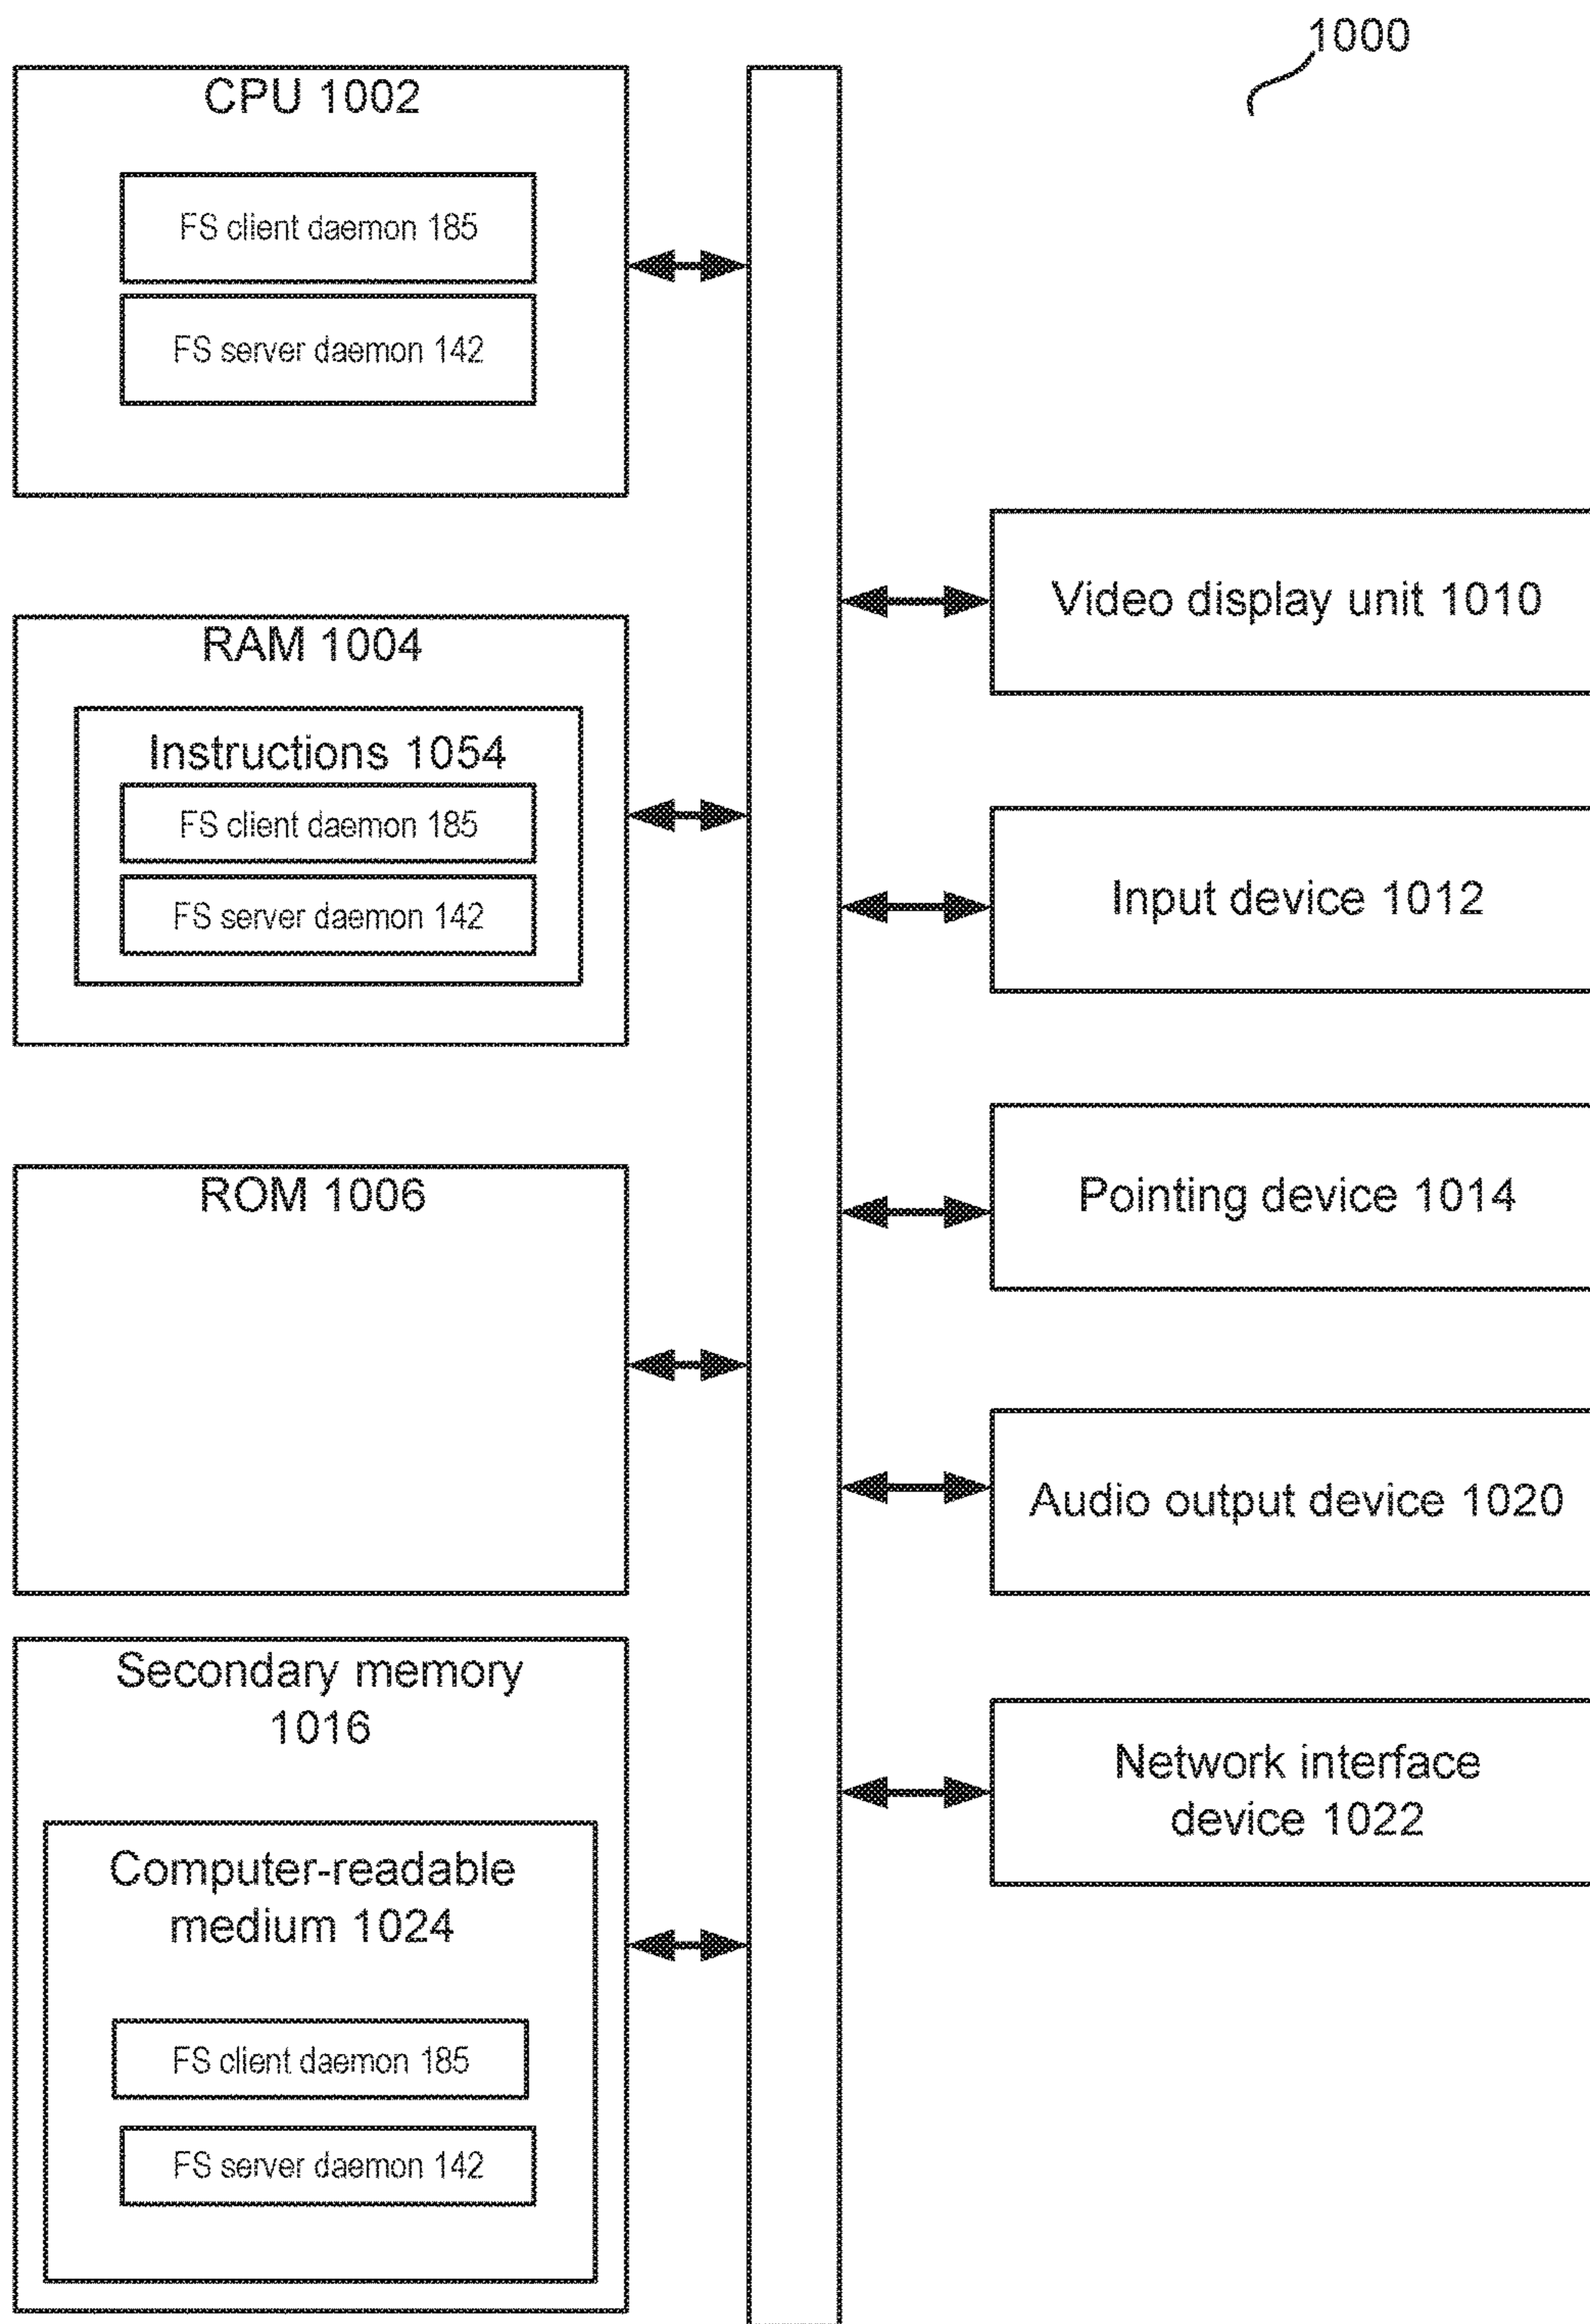 1000
CPU 1002
FS client daemon 185
FS server daemon 142
RAM 1004
Instructions 1054
FS client daemon 185
FS server daemon 142
ROM 1006
Secondary memory
1016
Computer-readable
medium 1024
FS client daemon 185
FS server daemon 142
Video display unit 1010
Input device 1012
Pointing device 1014
Audio output device 1020
Network interface
device 1022